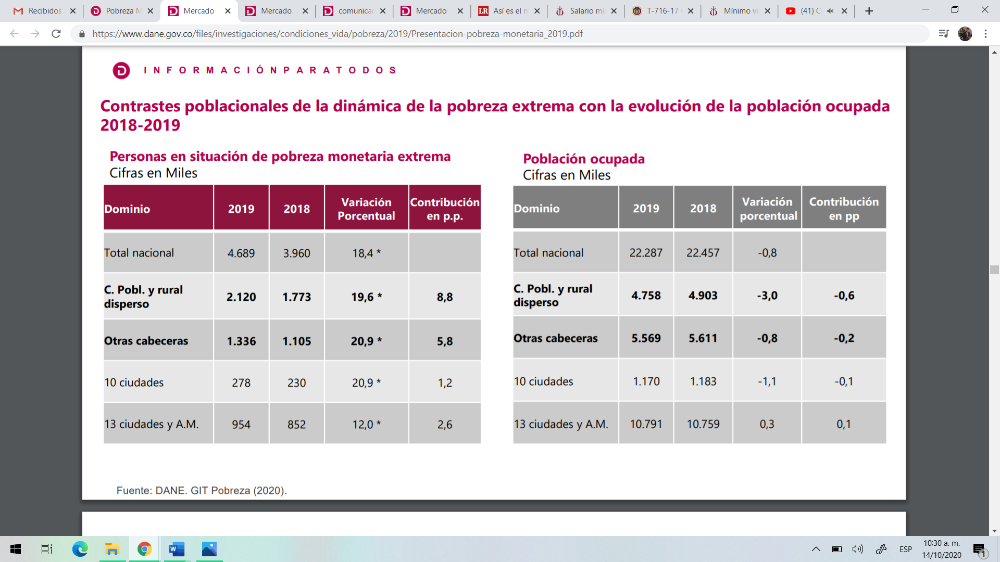 Recibidos
Pobreza M
Mercado
Mercado
comunicac
Mercado
LR Así es el m
Salario mí
T-716-17
Mínimo vi
(41) C
https://www.dane.gov.co/files/investigaciones/condiciones_vida/pobreza/2019/Presentacion-pobreza-monetaria_2019.pdf
INFORMACIÓNPARATODOS
Contrastes poblacionales de la dinámica de la pobreza extrema con la evolución de la población ocupada
2018-2019
Personas en situación de pobreza monetaria extrema
Cifras en Miles
Dominio 2019 2018 Variación Porcentual Contribución en p.p.
Total nacional 4.689 3.960 18,4 *
C. Pobl. y rural disperso 2.120 1.773 19,6 * 8,8
Otras cabeceras 1.336 1.105 20,9 * 5,8
10 ciudades 278 230 20,9 * 1,2
13 ciudades y A.M. 954 852 12,0 * 2,6
Población ocupada
Cifras en Miles
Dominio 2019 2018 Variación porcentual Contribución en pp
Total nacional 22.287 22.457 -0,8
C. Pobl. y rural disperso 4.758 4.903 -3,0 -0,6
Otras cabeceras 5.569 5.611 -0,8 -0,2
10 ciudades 1.170 1.183 -1,1 -0,1
13 ciudades y A.M. 10.791 10.759 0,3 0,1
Fuente: DANE. GIT Pobreza (2020).
ESP
10:30 a. m.
14/10/2020
1